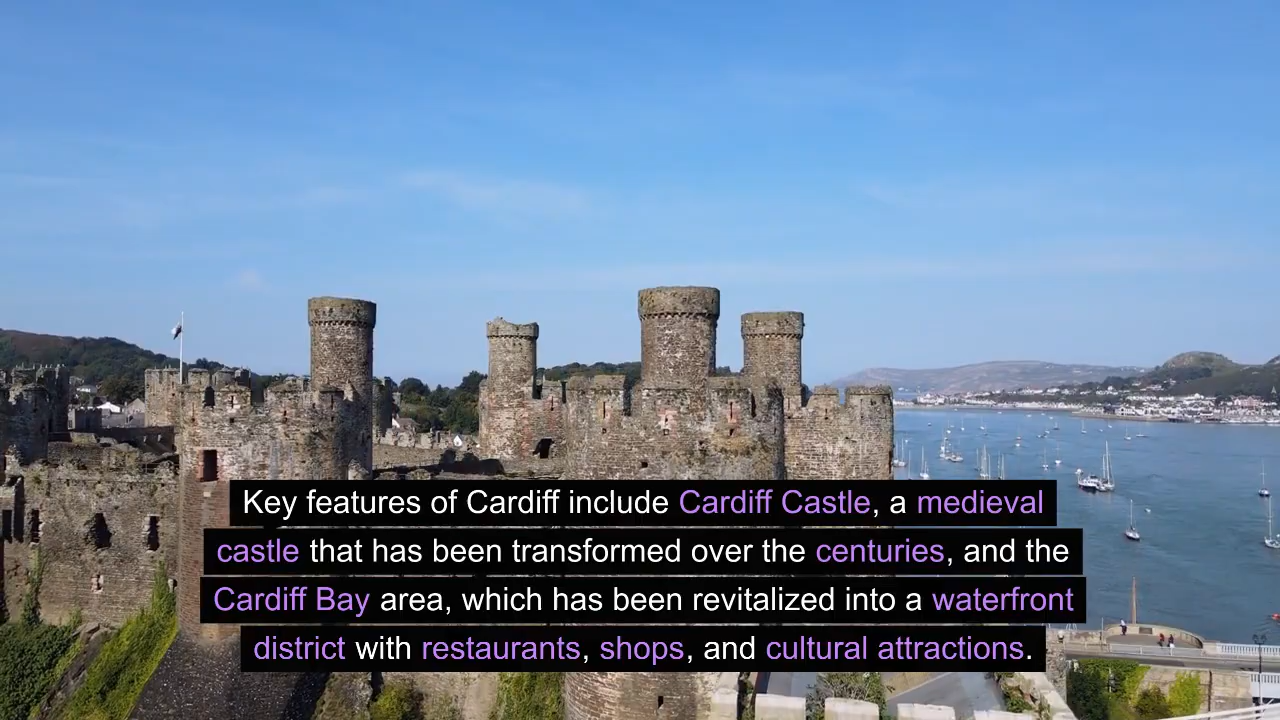 Key features of Cardiff include Cardiff Castle, a medieval
castle that has been transformed over the centuries, and the
Cardiff Bay area, which has been revitalized into a waterfront
district with restaurants, shops, and cultural attractions.